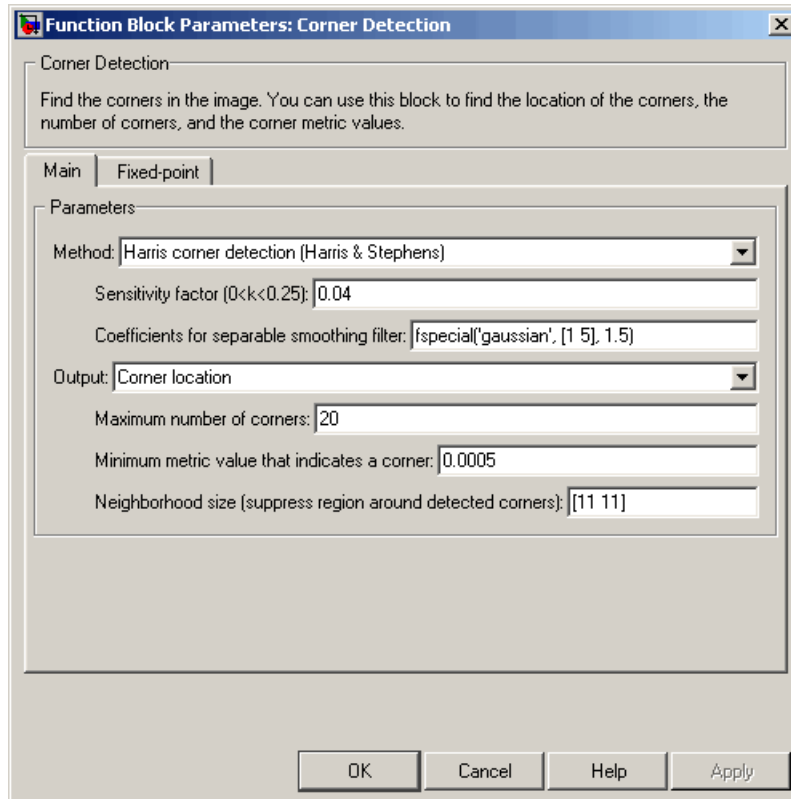 Function Block Parameters: Corner Detection
Corner Detection
Find the corners in the image. You can use this block to find the location of the corners, the
number of corners, and the corner metric values.
Main Fixed-point
Parameters
Method: Harris corner detection (Harris & Stephens)
Sensitivity factor (0<k<0.25): 0.04
Coefficients for separable smoothing filter: fspecial('gaussian', [1 5], 1.5)
Output: Corner location
Maximum number of corners: 20
Minimum metric value that indicates a corner: 0.0005
Neighborhood size (suppress region around detected corners): [11 11]
OK Cancel Help Apply